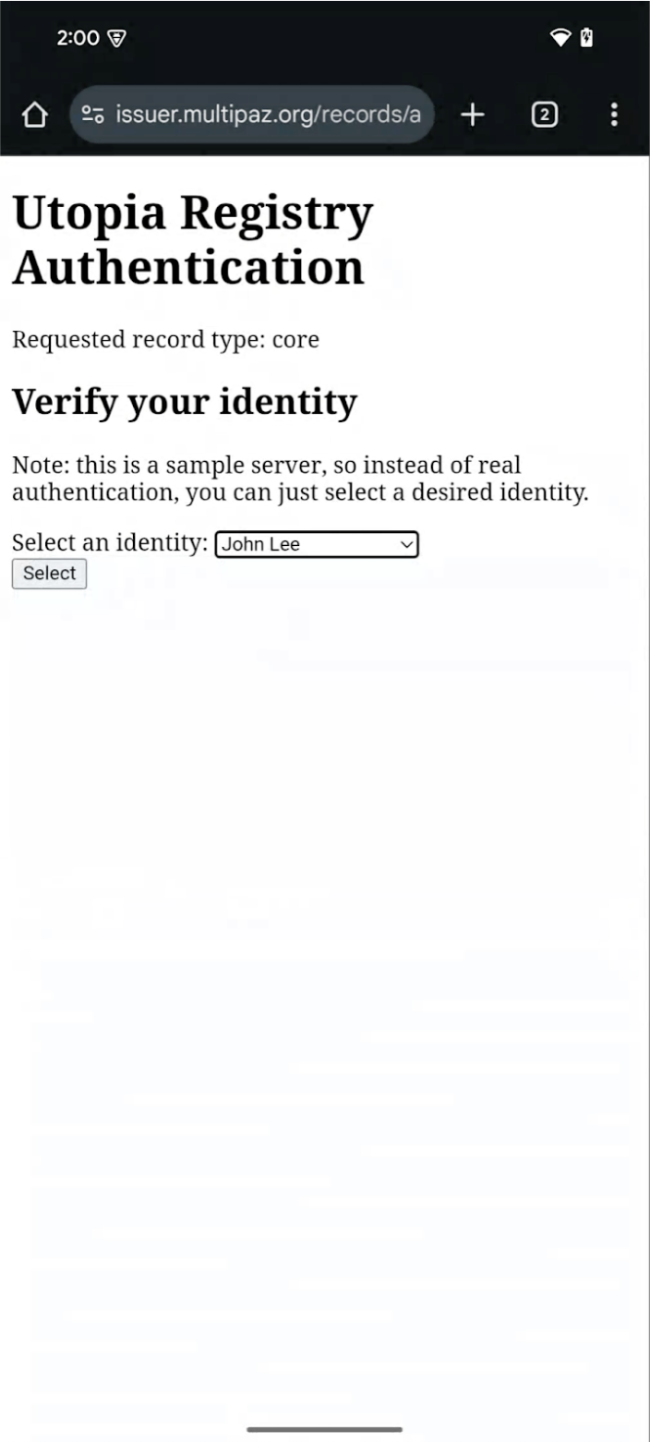 2:00
issuer.multipaz.org/records/a
2
Utopia Registry
Authentication
Requested record type: core
Verify your identity
Note: this is a sample server, so instead of real
authentication, you can just select a desired identity.
Select an identity: John Lee
Select